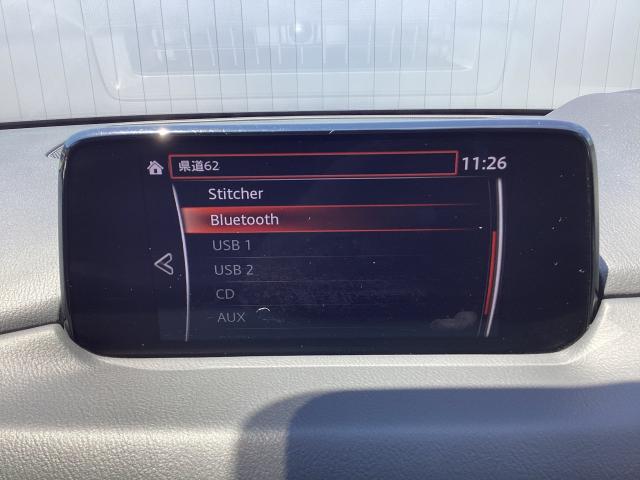 県道62
11:26
Stitcher
Bluetooth
USB 1
USB 2
CD
AUX